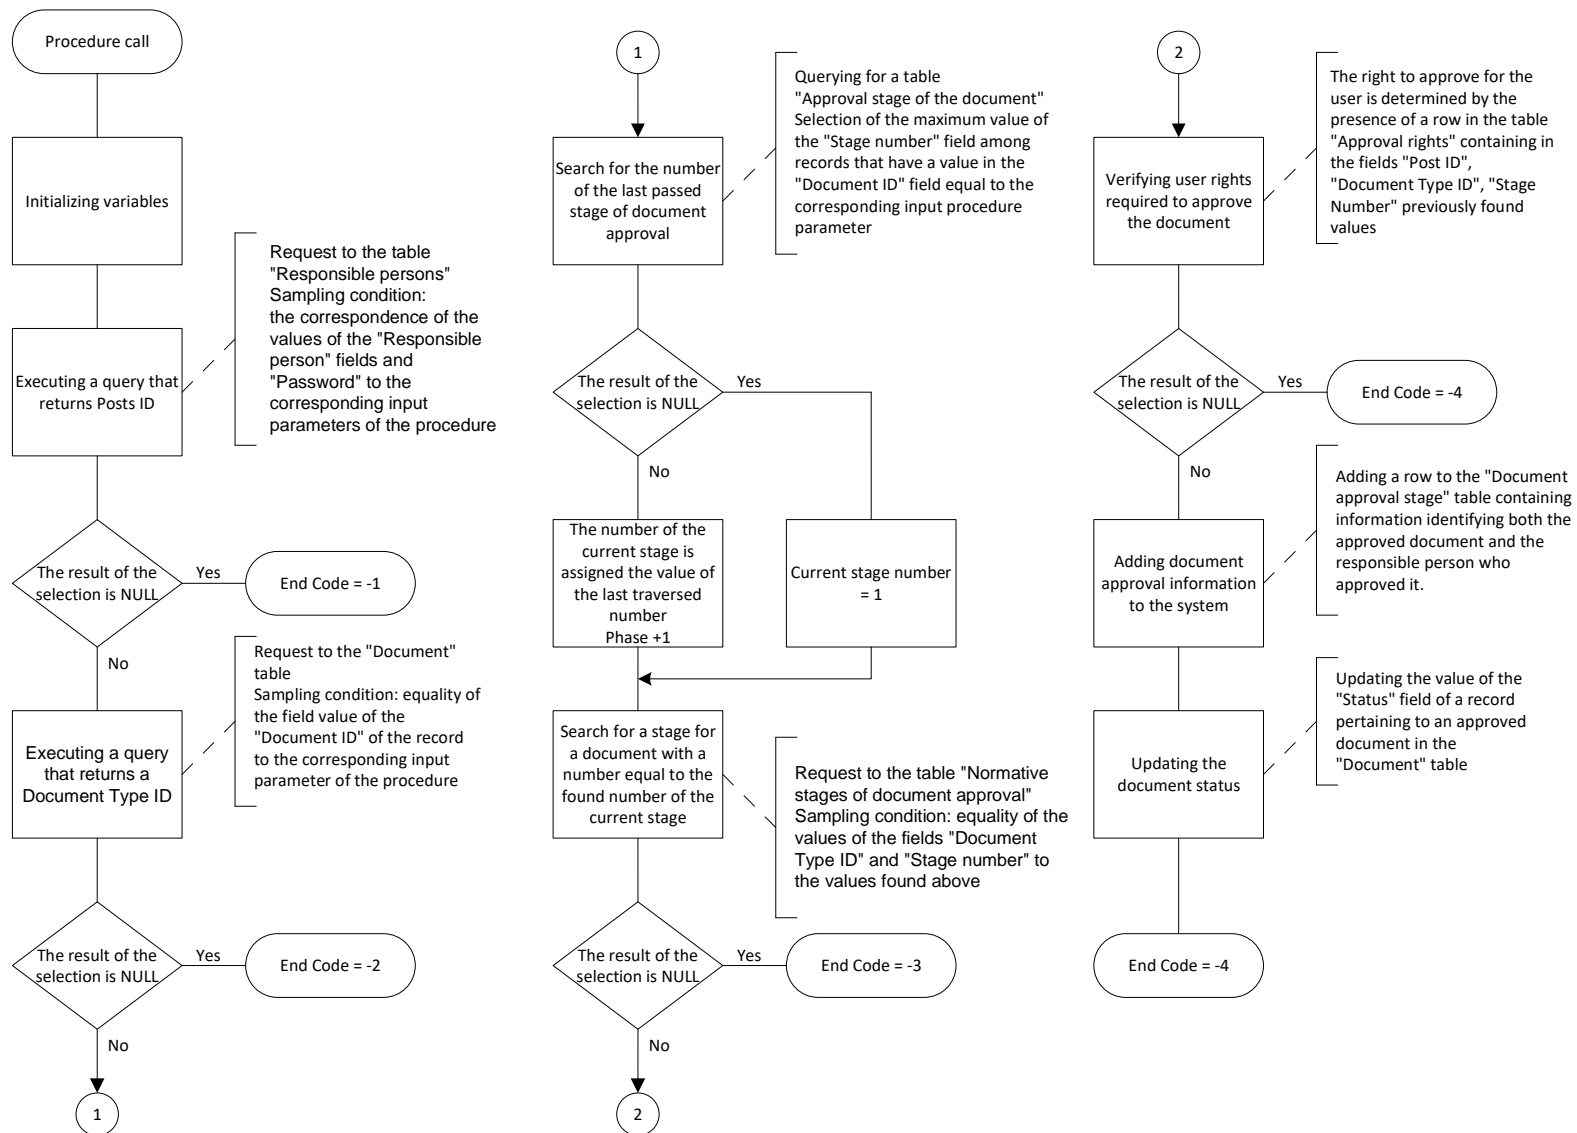 Procedure call
Initializing variables
Executing a query that
returns Posts ID
Request to the table
"Responsible persons"
Sampling condition:
the correspondence of the
values of the "Responsible
person" fields and
"Password" to the
corresponding input
parameters of the procedure
The result of the
selection is NULL
Yes
End Code = -1
No
Executing a query
that returns a
Document Type ID
Request to the "Document"
table
Sampling condition: equality of
the field value of the
"Document ID" of the record
to the corresponding input
parameter of the procedure
The result of the
selection is NULL
Yes
End Code = -2
No
1
1
Search for the number
of the last passed
stage of document
approval
Querying for a table
"Approval stage of the document"
Selection of the maximum value of
the "Stage number" field among
records that have a value in the
"Document ID" field equal to the
corresponding input procedure
parameter
The result of the
selection is NULL
Yes
No
The number of the
current stage is
assigned the value of
the last traversed
number
Phase +1
Current stage number
= 1
Search for a stage for
a document with a
number equal to the
found number of the
current stage
Request to the table "Normative
stages of document approval"
Sampling condition: equality of the
values of the fields "Document
Type ID" and "Stage number" to
the values found above
The result of the
selection is NULL
Yes
End Code = -3
No
2
2
Verifying user rights
required to approve
the document
The right to approve for the
user is determined by the
presence of a row in the table
"Approval rights" containing in
the fields "Post ID",
"Document Type ID", "Stage
Number" previously found
values
The result of the
selection is NULL
Yes
End Code = -4
No
Adding document
approval information
to the system
Adding a row to the "Document
approval stage" table containing
information identifying both the
approved document and the
responsible person who
approved it.
Updating the
document status
Updating the value of the
"Status" field of a record
pertaining to an approved
document in the
"Document" table
End Code = -4